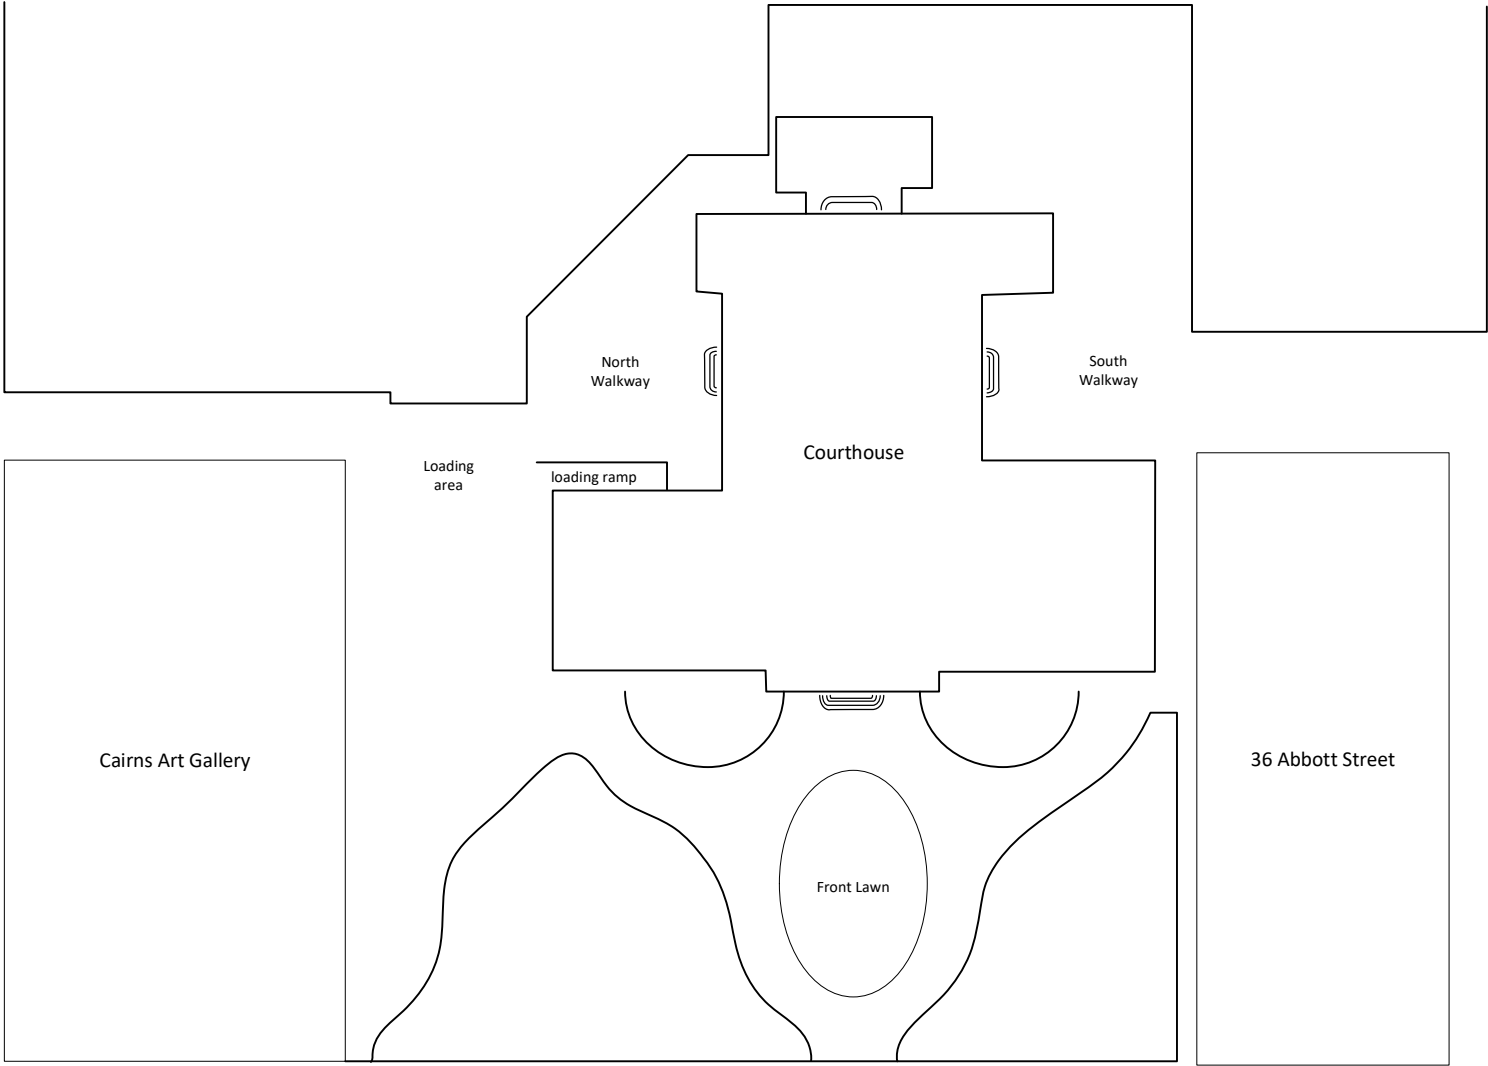 North
Walkway
South
Walkway
Courthouse
Loading
area
loading ramp
Cairns Art Gallery
36 Abbott Street
Front Lawn